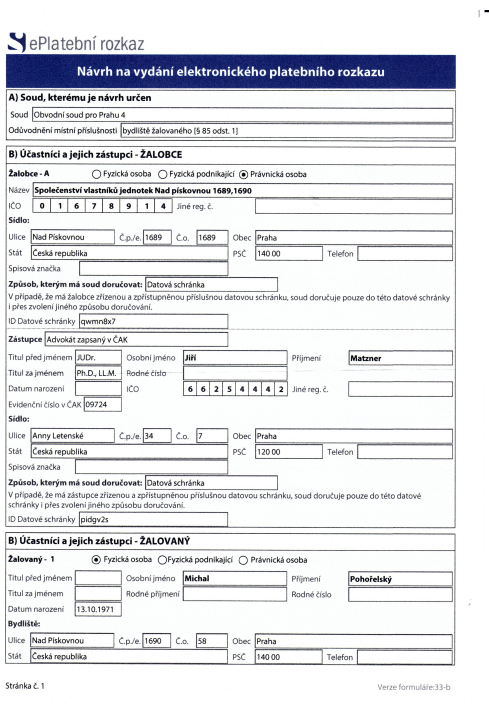 ePlatební rozkaz
Návrh na vydání elektronického platebního rozkazu
A) Soud, kterému je návrh určen
Soud Obvodní soud pro Prahu 4
Odůvodnění místní příslušnosti bydliště žalovaného [§ 85 odst. 1]
B) Účastníci a jejich zástupci - ŽALOBCE
Žalobce - A Fyzická osoba Fyzická podnikající Právnická osoba
Název Společenství vlastníků jednotek Nad pískovnou 1689,1690
IČO 0 1 6 7 8 9 1 4 Jiné reg. č.
Sídlo:
Ulice Nad Pískovnou Č.p./e. 1689 Č.o. 1689 Obec Praha
Stát Česká republika PSČ 140 00 Telefon
Spisová značka
Způsob, kterým má soud doručovat: Datová schránka
V případě, že má žalobce zřízenou a zpřístupněnou příslušnou datovou schránku, soud doručuje pouze do této datové schránky
i přes zvolení jiného způsobu doručování.
ID Datové schránky qwmn8x7
Zástupce Advokát zapsaný v ČAK
Titul před jménem JUDr. Osobní jméno Jiří Příjmení Matzner
Titul za jménem Ph.D., LL.M. Rodné číslo
Datum narození IČO 6 6 2 5 4 4 4 2 Jiné reg. č.
Evidenční číslo v ČAK 09724
Sídlo:
Ulice Anny Letenské Č.p./e. 34 Č.o. 7 Obec Praha
Stát Česká republika PSČ 120 00 Telefon
Spisová značka
Způsob, kterým má soud doručovat: Datová schránka
V případě, že má zástupce zřízenou a zpřístupněnou příslušnou datovou schránku, soud doručuje pouze do této datové
schránky i přes zvolení jiného způsobu doručování.
ID Datové schránky pidgv2s
B) Účastníci a jejich zástupci - ŽALOVANÝ
Žalovaný - 1 Fyzická osoba Fyzická podnikající Právnická osoba
Titul před jménem Osobní jméno Michal Příjmení Pohořelský
Titul za jménem Rodné příjmení Rodné číslo
Datum narození 13.10.1971
Bydliště:
Ulice Nad Pískovnou Č.p./e. 1690 Č.o. 58 Obec Praha
Stát Česká republika PSČ 140 00 Telefon
Stránka č. 1 Verze formuláře:33-b